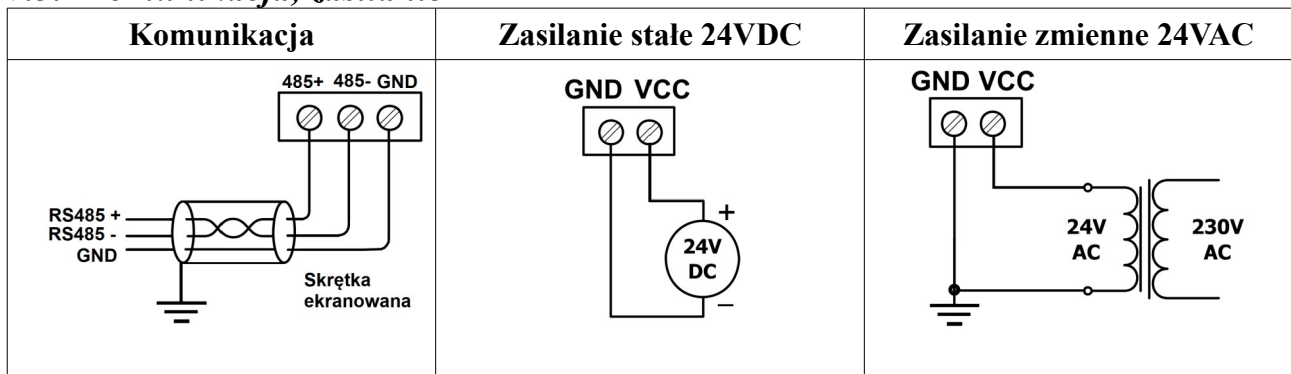 Komunikacja
Zasilanie stałe 24VDC
Zasilanie zmienne 24VAC
485+ 485- GND
RS485 +
RS485 -
GND
Skrętka
ekranowana
GND VCC
+
24V
DC
−
GND VCC
24V
AC
230V
AC